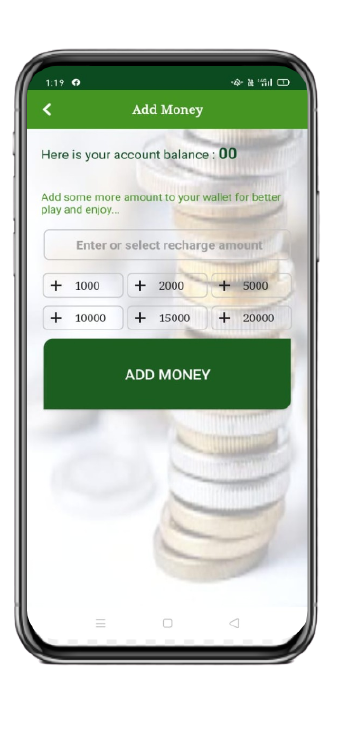 1:19
Add Money
Here is your account balance : 00
Add some more amount to your wallet for better
play and enjoy...
Enter or select recharge amount
+ 1000 + 2000 + 5000
+ 10000 + 15000 + 20000
ADD MONEY